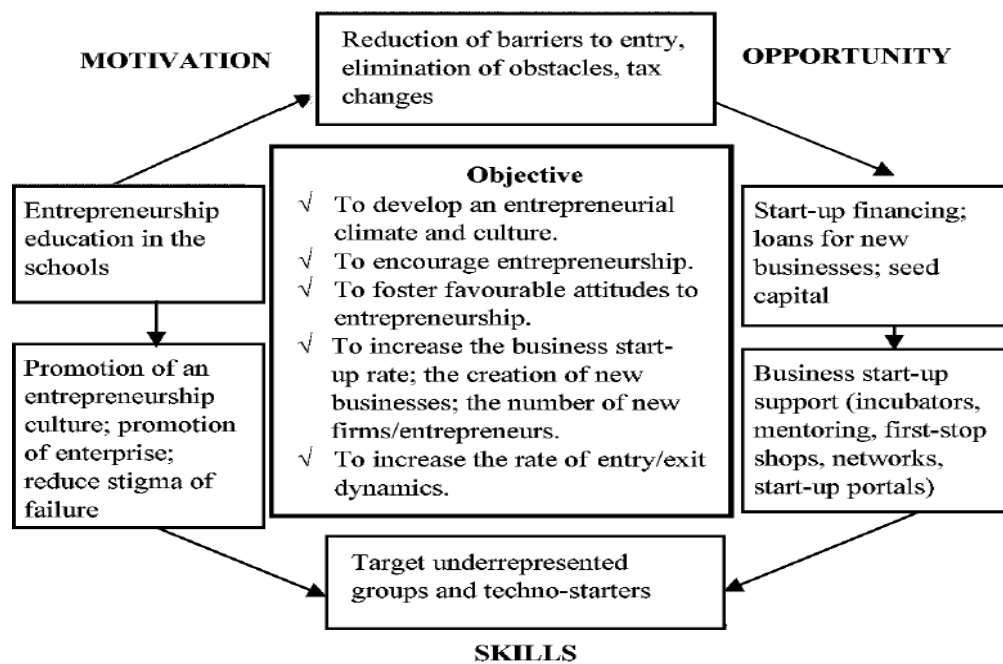 MOTIVATION
Reduction of barriers to entry,
elimination of obstacles, tax
changes
OPPORTUNITY
Entrepreneurship
education in the
schools
Objective
√ To develop an entrepreneurial
climate and culture.
√ To encourage entrepreneurship.
√ To foster favourable attitudes to
entrepreneurship.
√ To increase the business start-
up rate; the creation of new
businesses; the number of new
firms/entrepreneurs.
√ To increase the rate of entry/exit
dynamics.
Start-up financing;
loans for new
businesses; seed
capital
Promotion of an
entrepreneurship
culture; promotion
of enterprise;
reduce stigma of
failure
Business start-up
support (incubators,
mentoring, first-stop
shops, networks,
start-up portals)
Target underrepresented
groups and techno-starters
SKILLS